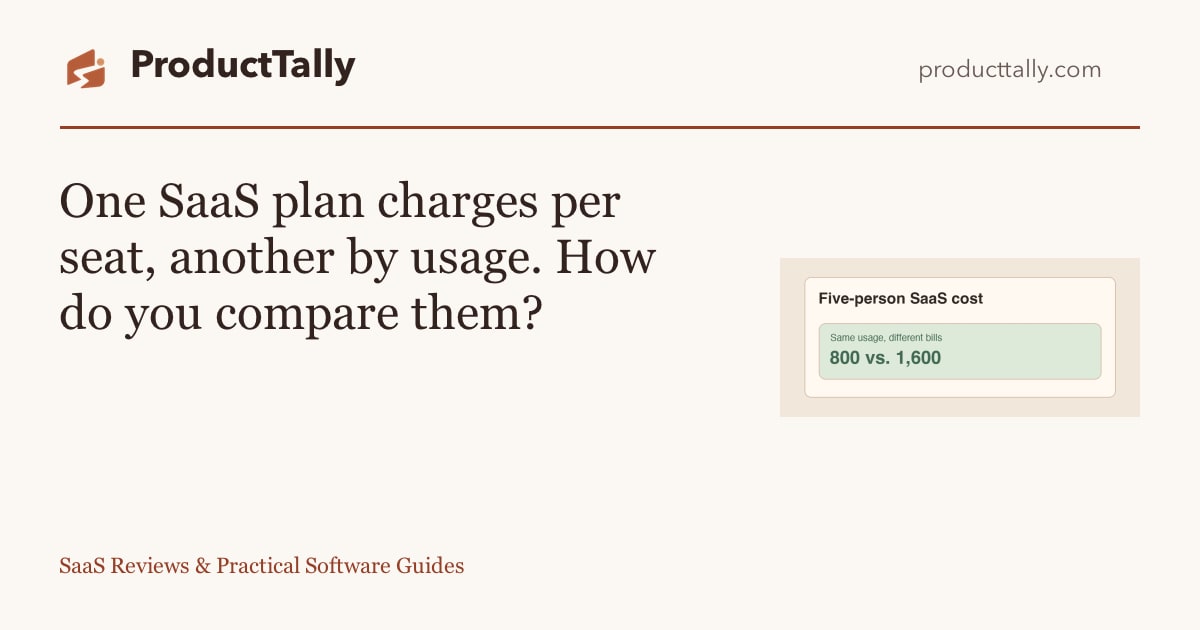 ProductTally
producttally.com
One SaaS plan charges per
seat, another by usage. How
do you compare them?
Five-person SaaS cost
Same usage, different bills
800 vs. 1,600
SaaS Reviews & Practical Software Guides